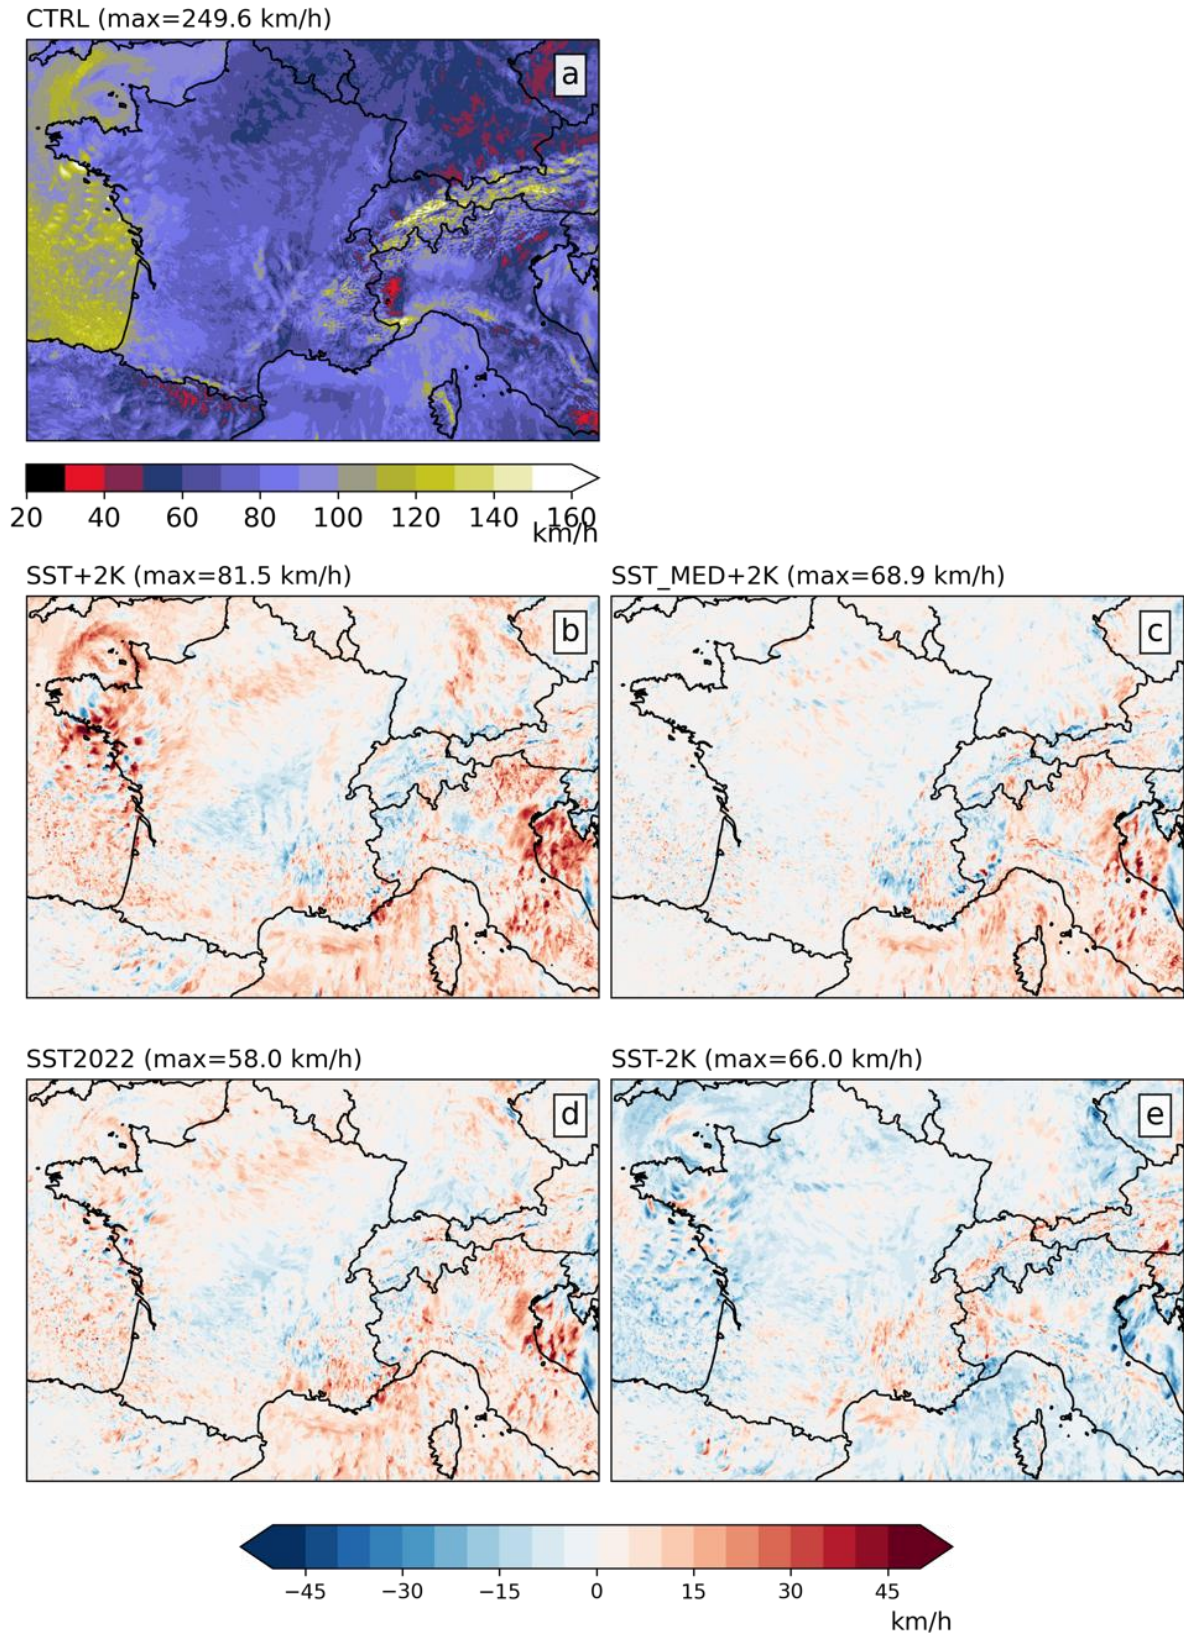 CTRL (max=249.6 km/h)
a
20 40 60 80 100 120 140 160
km/h
SST+2K (max=81.5 km/h)
b
SST_MED+2K (max=68.9 km/h)
c
SST2022 (max=58.0 km/h)
d
SST-2K (max=66.0 km/h)
e
−45 −30 −15 0 15 30 45
km/h